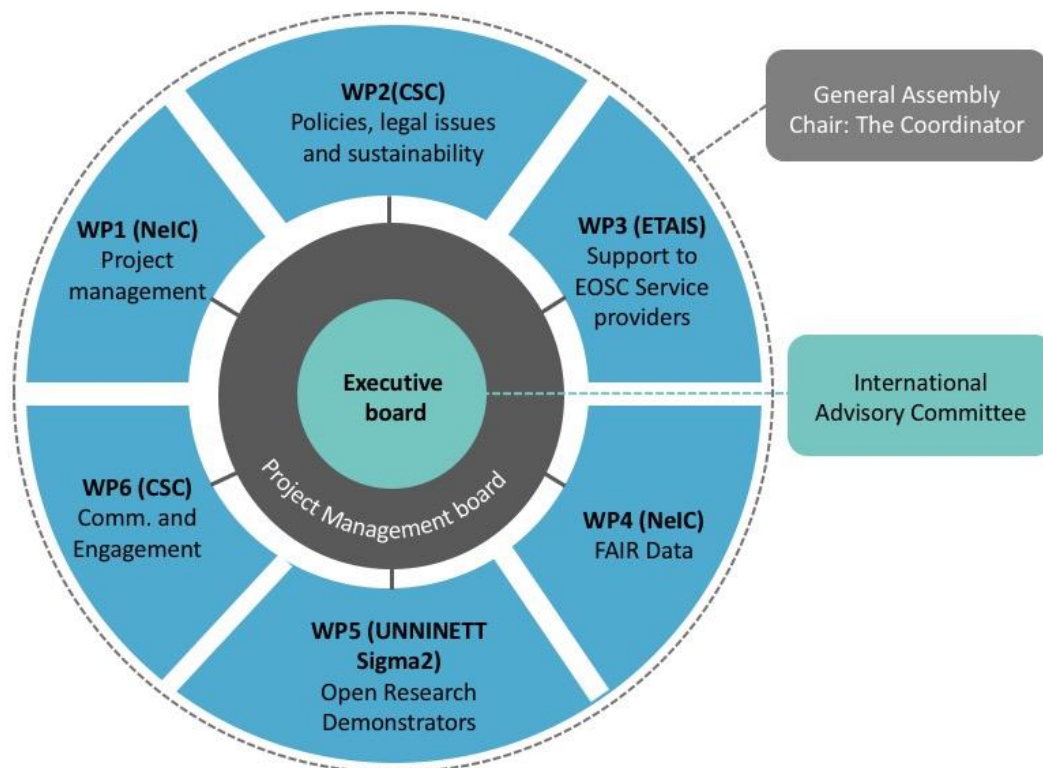 WP2(CSC)
Policies, legal issues
and sustainability
General Assembly
Chair: The Coordinator
WP1 (NeIC)
Project
management
WP3 (ETAIS)
Support to
EOSC Service
providers
Executive
board
International
Advisory Committee
Project Management board
WP6 (CSC)
Comm. and
Engagement
WP4 (NeIC)
FAIR Data
WP5 (UNNINETT
Sigma2)
Open Research
Demonstrators